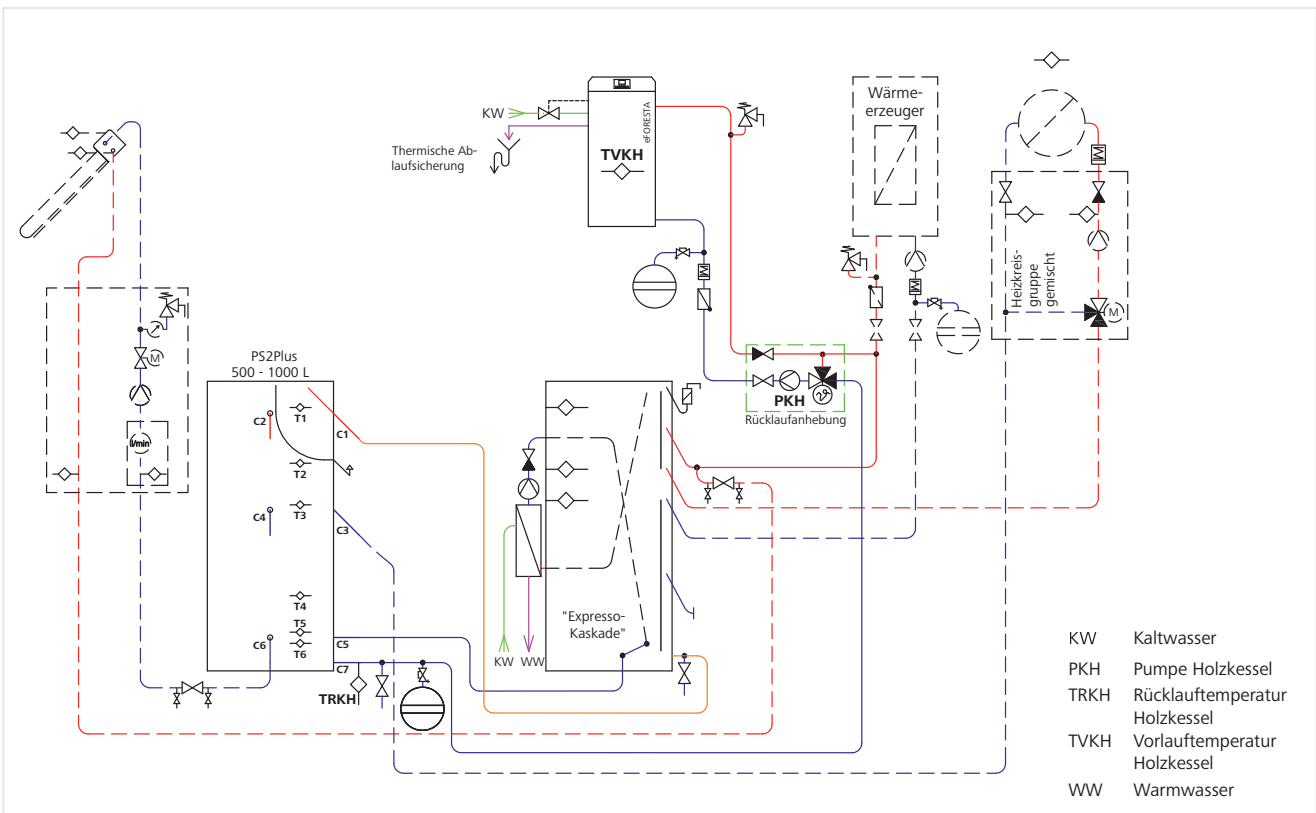 KW
Thermische Ab-
laufsicherung
eFORESTA
TVKH
Wärme-
erzeuger
Heizkreis-
gruppe
gemischt
M
M
l/min
PS2Plus
500 - 1000 L
C2
T1
C1
T2
C4
T3
C3
T4
T5
C6
T6
C5
C7
TRKH
"Expresso-
Kaskade"
KW
WW
PKH
Rücklaufanhebung
KW Kaltwasser
PKH Pumpe Holzkessel
TRKH Rücklauftemperatur
Holzkessel
TVKH Vorlauftemperatur
Holzkessel
WW Warmwasser